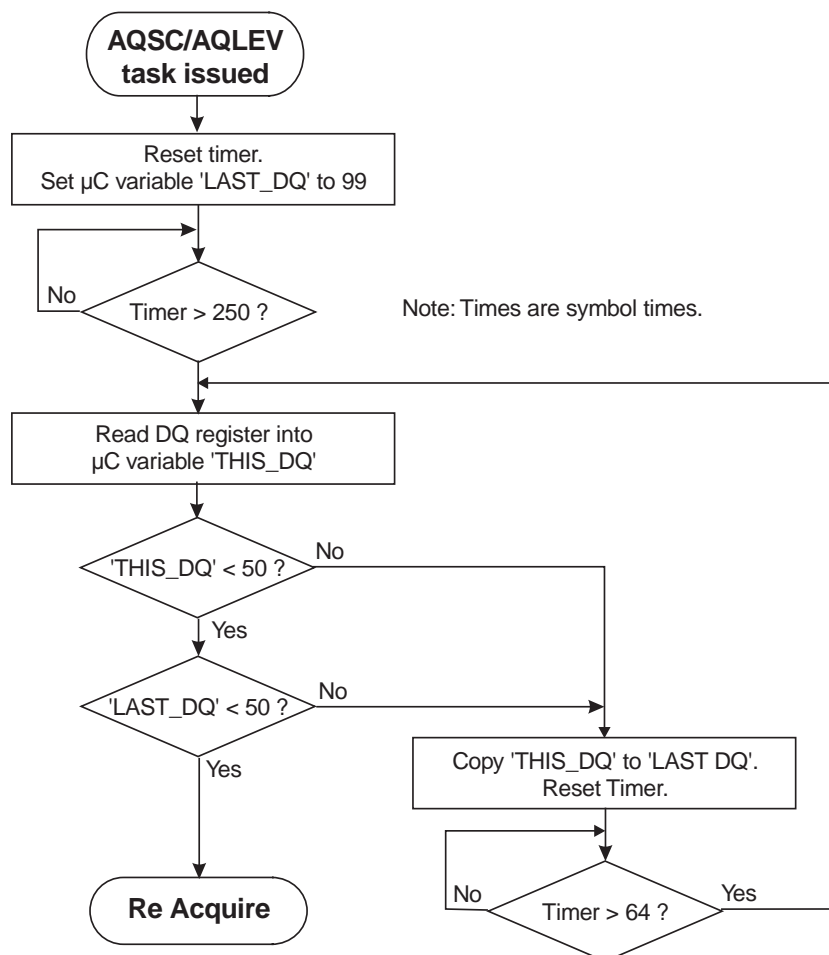 AQSC/AQLEV
task issued
Reset timer.
Set µC variable 'LAST_DQ' to 99
No
Timer > 250 ?
Note: Times are symbol times.
Read DQ register into
µC variable 'THIS_DQ'
'THIS_DQ' < 50 ?
No
Yes
'LAST_DQ' < 50 ?
No
Yes
Copy 'THIS_DQ' to 'LAST DQ'.
Reset Timer.
No
Timer > 64 ?
Yes
Re Acquire